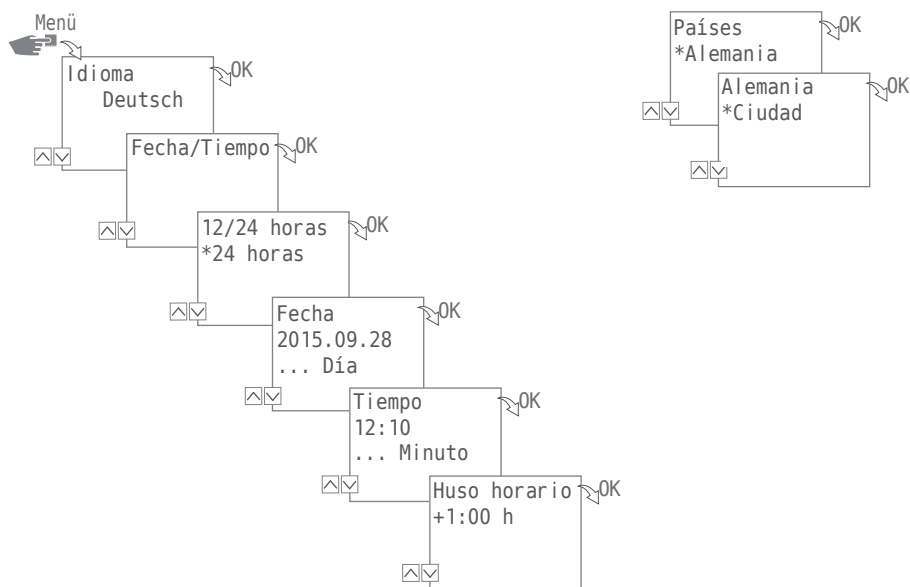 Menü
Idioma
Deutsch
OK
Fecha/Tiempo
OK
12/24 horas
*24 horas
OK
Fecha
2015.09.28
... Día
OK
Tiempo
12:10
... Minuto
OK
Huso horario
+1:00 h
OK
Países
*Alemania
OK
Alemania
*Ciudad
OK